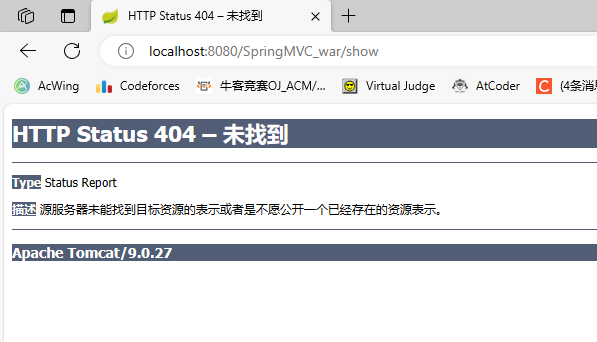 HTTP Status 404 – 未找到
localhost:8080/SpringMVC_war/show
AcWing Codeforces 牛客竞赛OJ_ACM/... Virtual Judge AtCoder C (4条消息
HTTP Status 404 – 未找到
Type Status Report
描述 源服务器未能找到目标资源的表示或者是不愿公开一个已经存在的资源表示。
Apache Tomcat/9.0.27